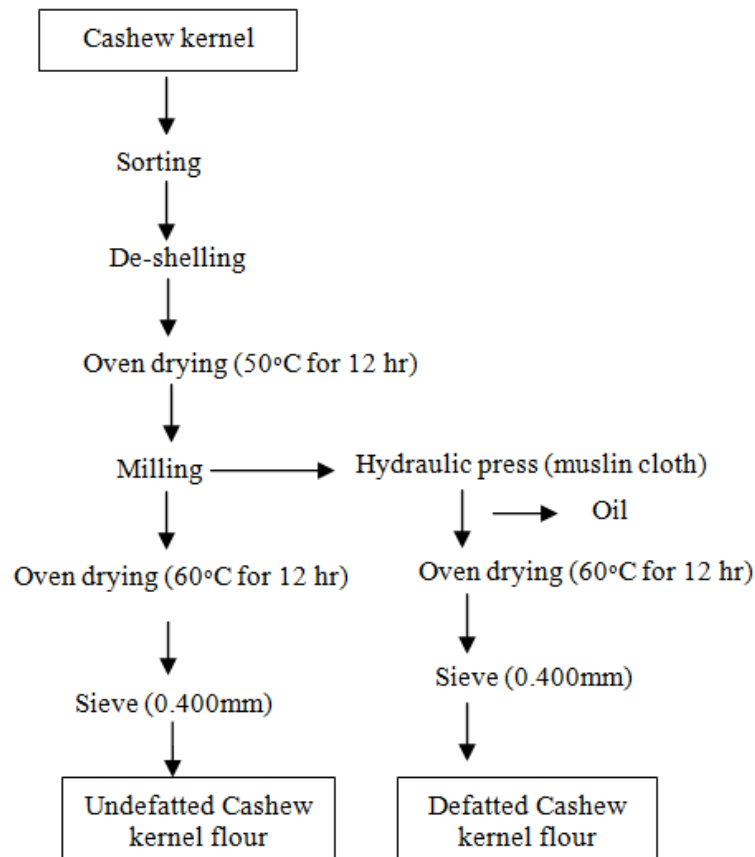 Cashew kernel
Sorting
De-shelling
Oven drying (50°C for 12 hr)
Milling
Hydraulic press (muslin cloth)
Oil
Oven drying (60°C for 12 hr)
Oven drying (60°C for 12 hr)
Sieve (0.400mm)
Sieve (0.400mm)
Undefatted Cashew
kernel flour
Defatted Cashew
kernel flour